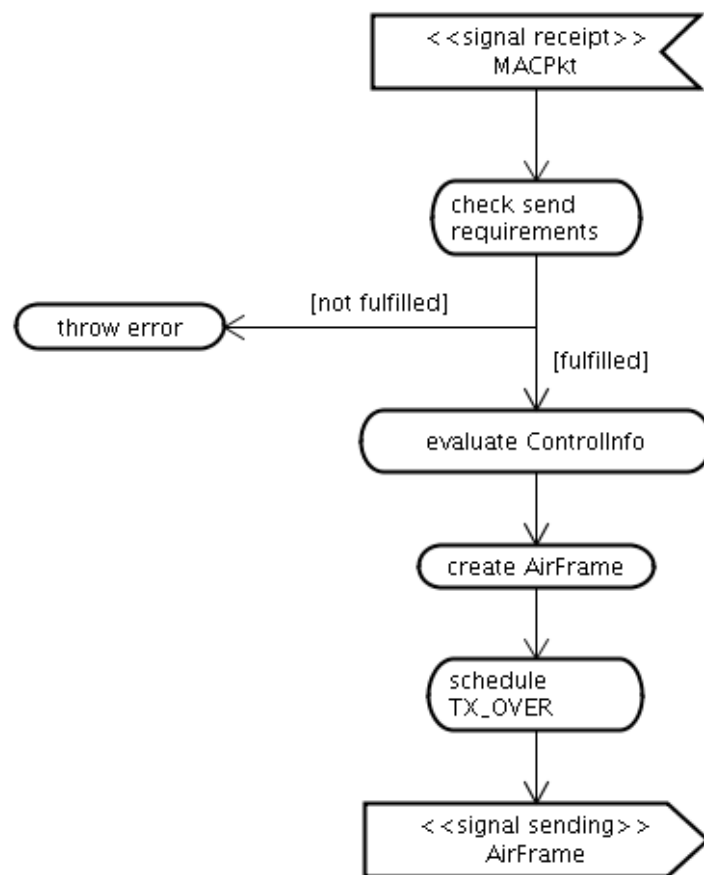 <<signal receipt>>
MACPkt
check send
requirements
[not fulfilled]
throw error
[fulfilled]
evaluate ControlInfo
create AirFrame
schedule
TX_OVER
<<signal sending>>
AirFrame